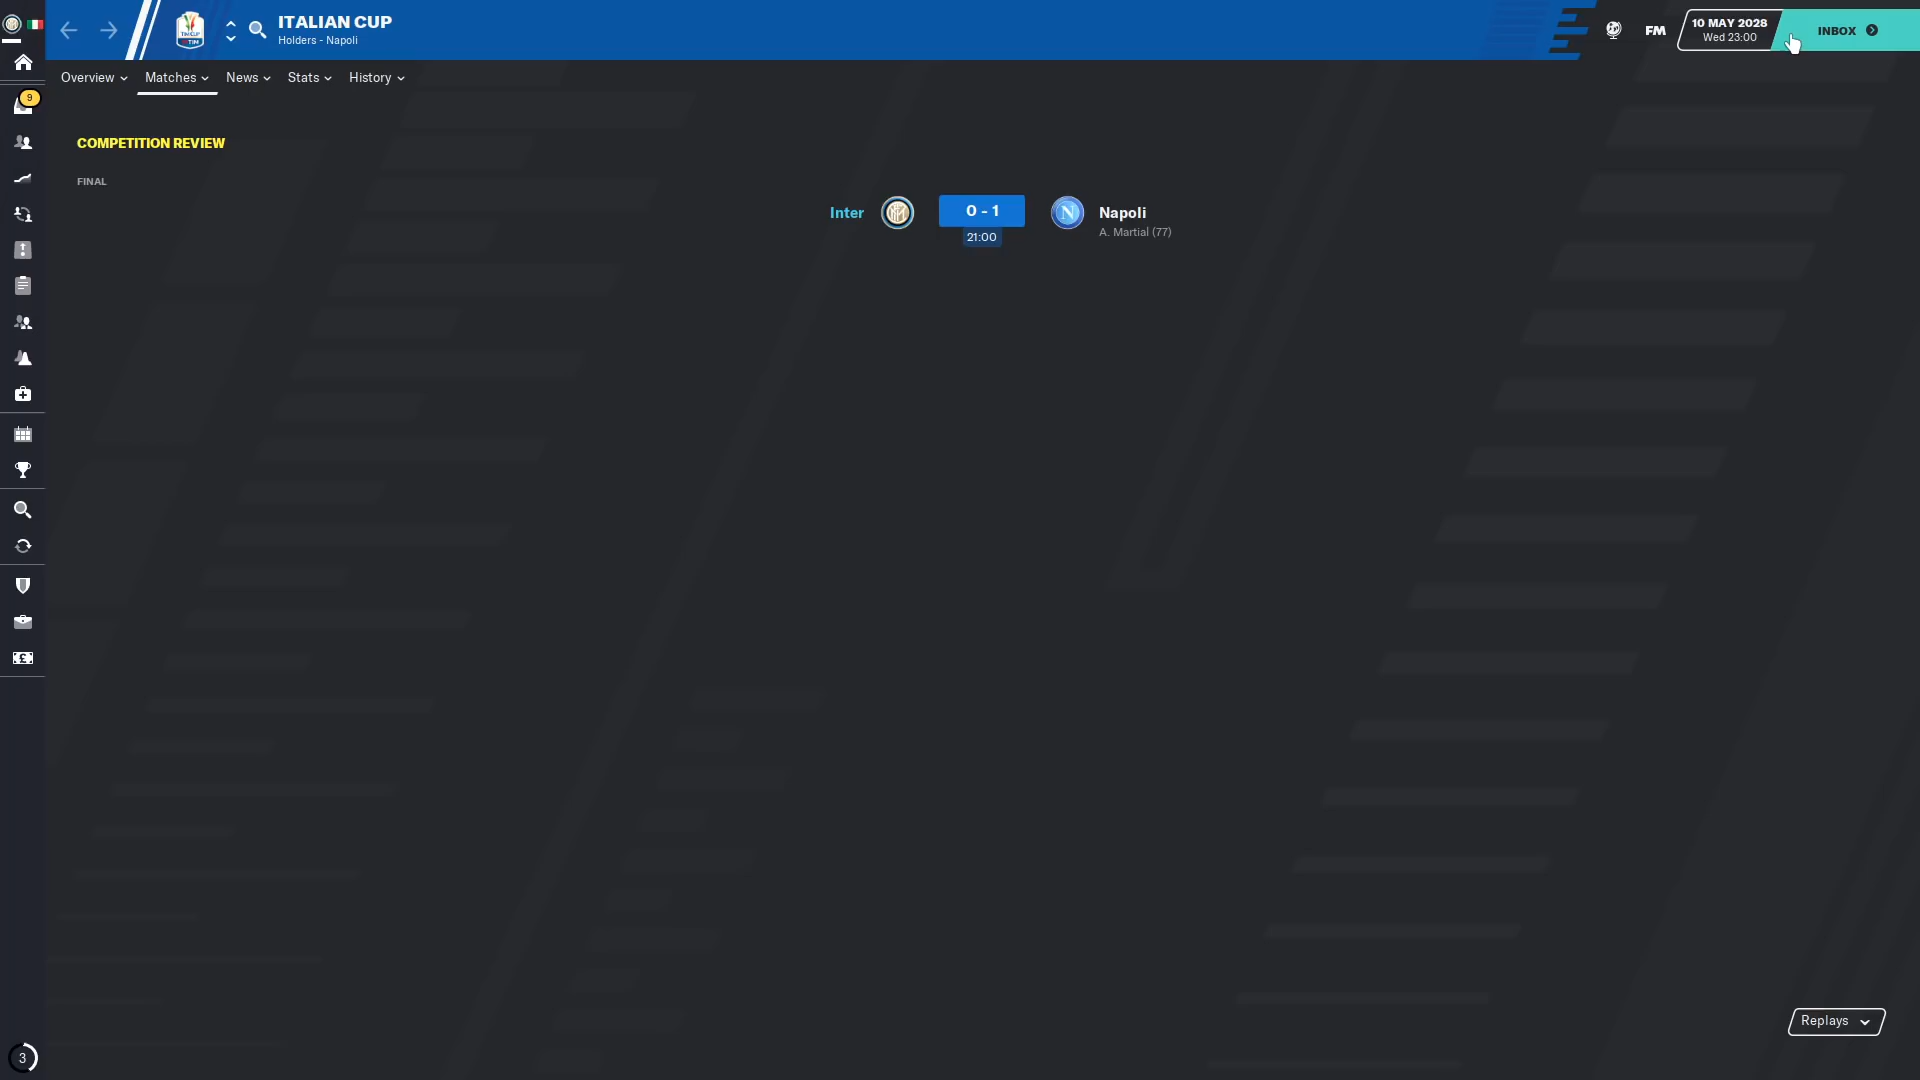 ITALIAN CUP
Holders - Napoli
FM
10 MAY 2028
Wed 23:00
INBOX
Overview
Matches
News
Stats
History
9
COMPETITION REVIEW
FINAL
Inter
0 - 1
Napoli
21:00
A. Martial (77)
Replays
3